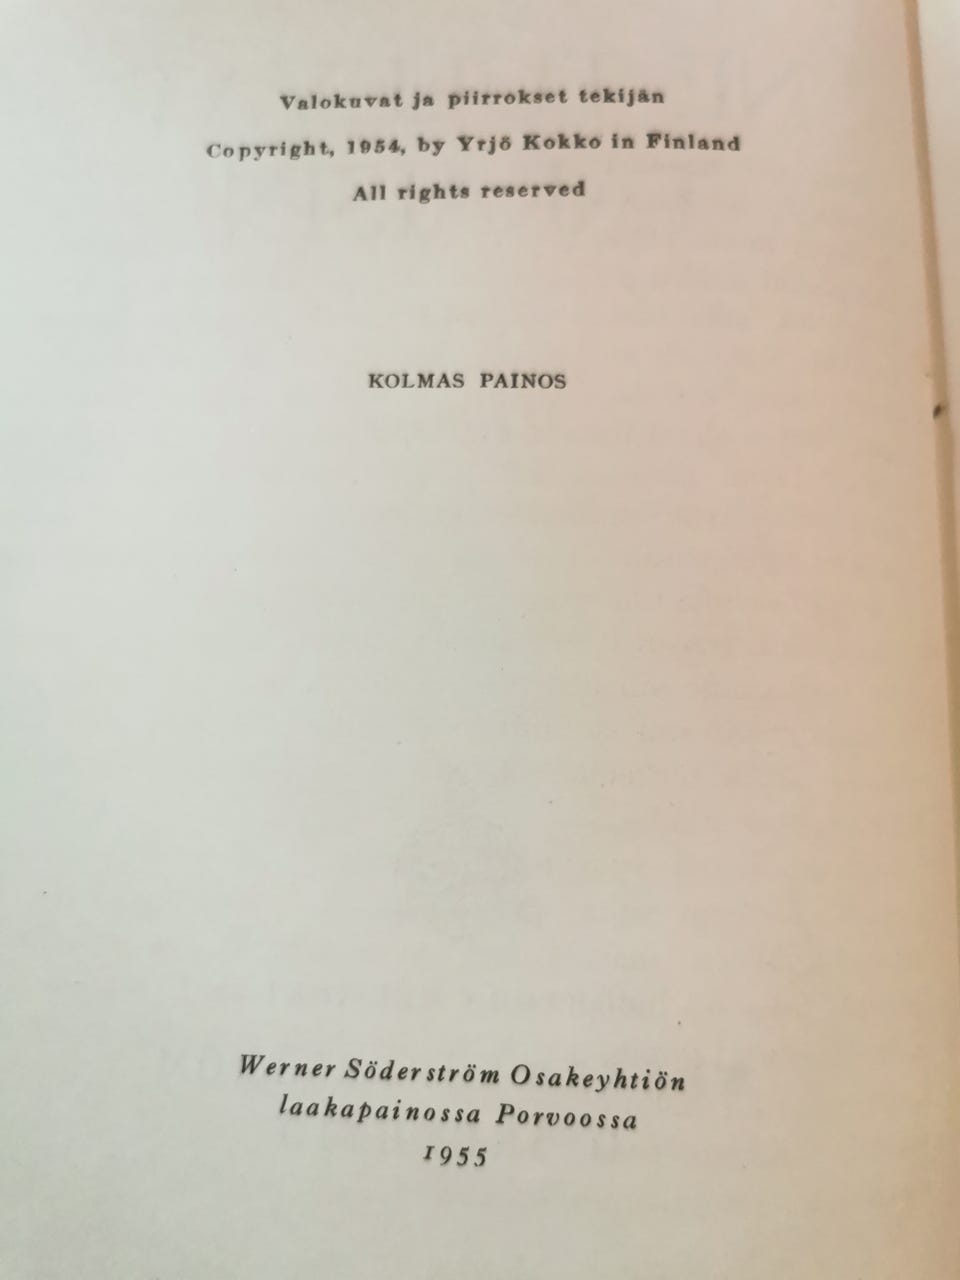 Valokuvat ja piirrokset tekijän
Copyright, 1954, by Yrjö Kokko in Finland
All rights reserved
KOLMAS PAINOS
Werner Söderström Osakeyhtiön
laakapainossa Porvoossa
1955